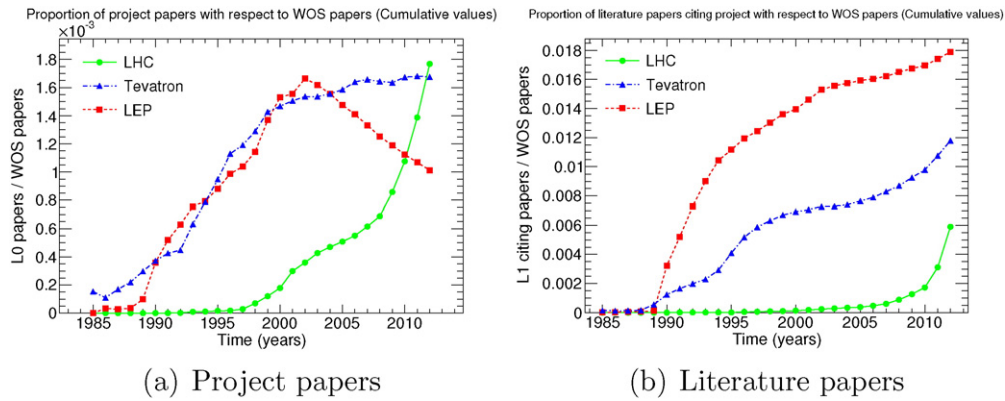 Proportion of project papers with respect to WOS papers (Cumulative values)
×10⁻³
L0 papers / WOS papers
1.8
1.6
1.4
1.2
1
0.8
0.6
0.4
0.2
0
LHC
Tevatron
LEP
1985 1990 1995 2000 2005 2010
Time (years)
(a) Project papers
Proportion of literature papers citing project with respect to WOS papers (Cumulative values)
L1 citing papers / WOS papers
0.018
0.016
0.014
0.012
0.01
0.008
0.006
0.004
0.002
0
LHC
Tevatron
LEP
1985 1990 1995 2000 2005 2010
Time (years)
(b) Literature papers